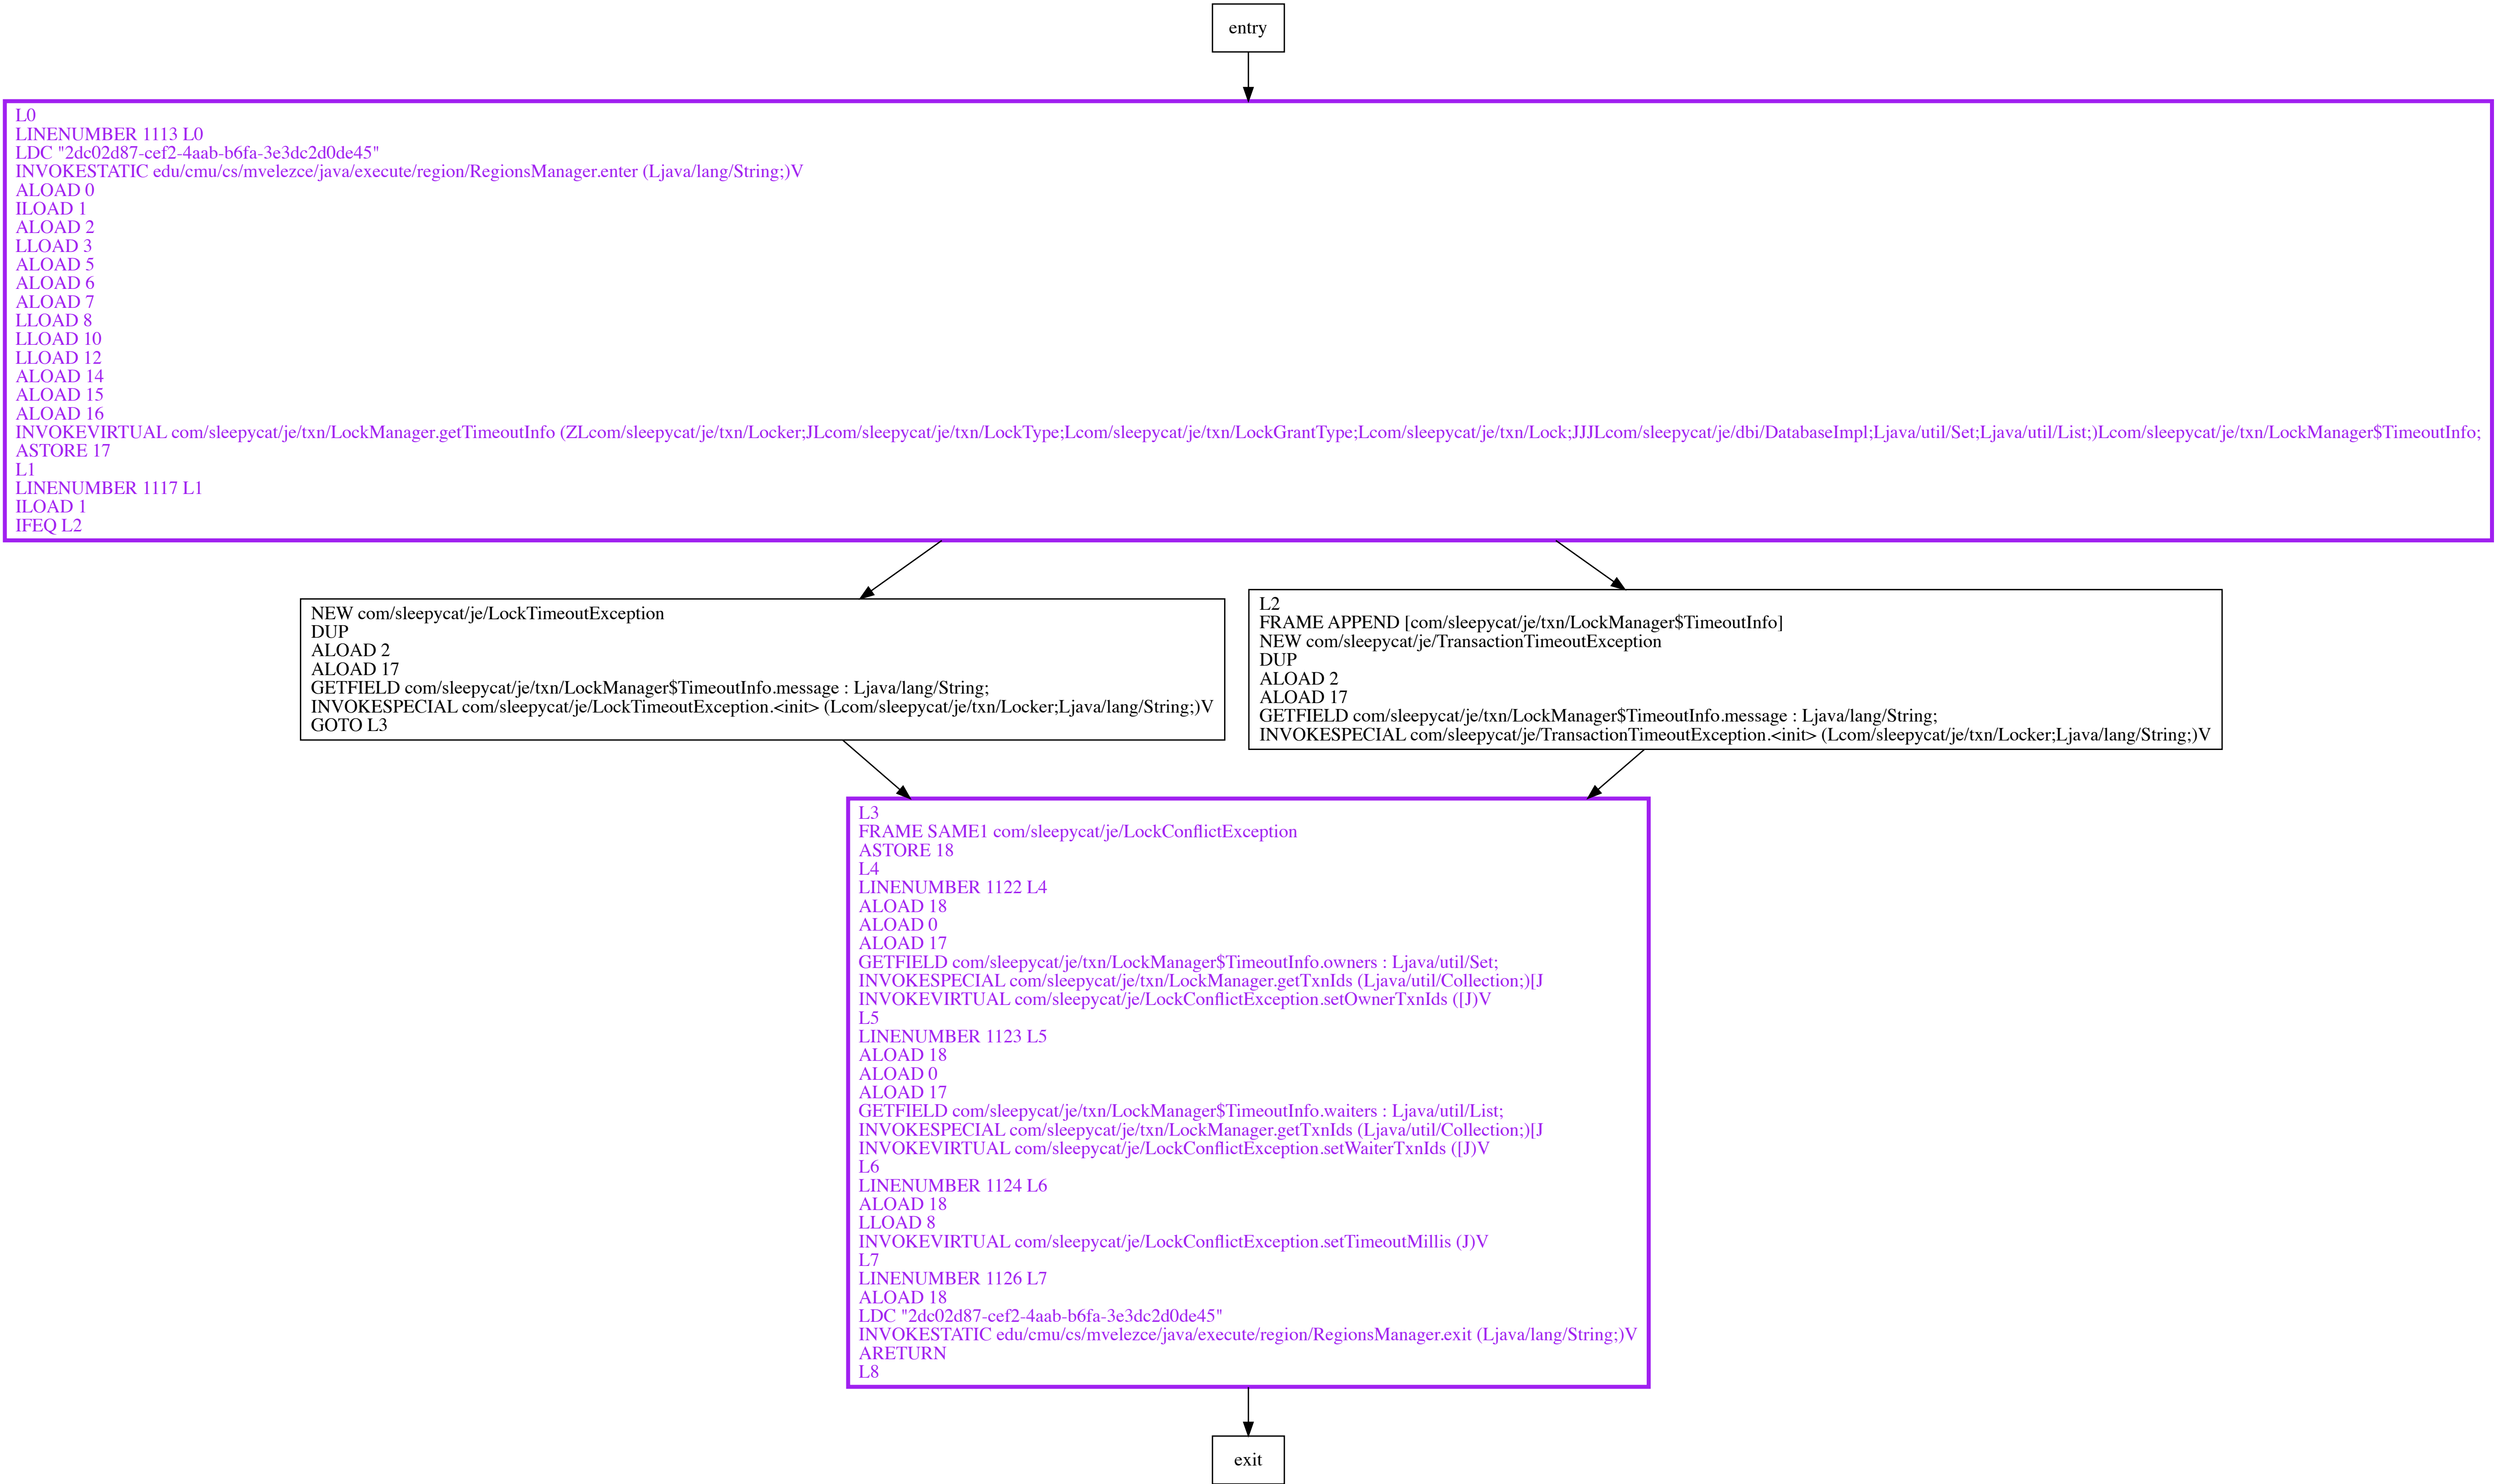 entry
L0
LINENUMBER 1113 L0
LDC "2dc02d87-cef2-4aab-b6fa-3e3dc2d0de45"
INVOKESTATIC edu/cmu/cs/mvelezce/java/execute/region/RegionsManager.enter (Ljava/lang/String;)V
ALOAD 0
ILOAD 1
ALOAD 2
LLOAD 3
ALOAD 5
ALOAD 6
ALOAD 7
LLOAD 8
LLOAD 10
LLOAD 12
ALOAD 14
ALOAD 15
ALOAD 16
INVOKEVIRTUAL com/sleepycat/je/txn/LockManager.getTimeoutInfo (ZLcom/sleepycat/je/txn/Locker;JLcom/sleepycat/je/txn/LockType;Lcom/sleepycat/je/txn/LockGrantType;Lcom/sleepycat/je/txn/Lock;JJJLcom/sleepycat/je/dbi/DatabaseImpl;Ljava/util/Set;Ljava/util/List;)Lcom/sleepycat/je/txn/LockManager$TimeoutInfo;
ASTORE 17
L1
LINENUMBER 1117 L1
ILOAD 1
IFEQ L2
NEW com/sleepycat/je/LockTimeoutException
DUP
ALOAD 2
ALOAD 17
GETFIELD com/sleepycat/je/txn/LockManager$TimeoutInfo.message : Ljava/lang/String;
INVOKESPECIAL com/sleepycat/je/LockTimeoutException.<init> (Lcom/sleepycat/je/txn/Locker;Ljava/lang/String;)V
GOTO L3
L2
FRAME APPEND [com/sleepycat/je/txn/LockManager$TimeoutInfo]
NEW com/sleepycat/je/TransactionTimeoutException
DUP
ALOAD 2
ALOAD 17
GETFIELD com/sleepycat/je/txn/LockManager$TimeoutInfo.message : Ljava/lang/String;
INVOKESPECIAL com/sleepycat/je/TransactionTimeoutException.<init> (Lcom/sleepycat/je/txn/Locker;Ljava/lang/String;)V
L3
FRAME SAME1 com/sleepycat/je/LockConflictException
ASTORE 18
L4
LINENUMBER 1122 L4
ALOAD 18
ALOAD 0
ALOAD 17
GETFIELD com/sleepycat/je/txn/LockManager$TimeoutInfo.owners : Ljava/util/Set;
INVOKESPECIAL com/sleepycat/je/txn/LockManager.getTxnIds (Ljava/util/Collection;)[J
INVOKEVIRTUAL com/sleepycat/je/LockConflictException.setOwnerTxnIds ([J)V
L5
LINENUMBER 1123 L5
ALOAD 18
ALOAD 0
ALOAD 17
GETFIELD com/sleepycat/je/txn/LockManager$TimeoutInfo.waiters : Ljava/util/List;
INVOKESPECIAL com/sleepycat/je/txn/LockManager.getTxnIds (Ljava/util/Collection;)[J
INVOKEVIRTUAL com/sleepycat/je/LockConflictException.setWaiterTxnIds ([J)V
L6
LINENUMBER 1124 L6
ALOAD 18
LLOAD 8
INVOKEVIRTUAL com/sleepycat/je/LockConflictException.setTimeoutMillis (J)V
L7
LINENUMBER 1126 L7
ALOAD 18
LDC "2dc02d87-cef2-4aab-b6fa-3e3dc2d0de45"
INVOKESTATIC edu/cmu/cs/mvelezce/java/execute/region/RegionsManager.exit (Ljava/lang/String;)V
ARETURN
L8
exit